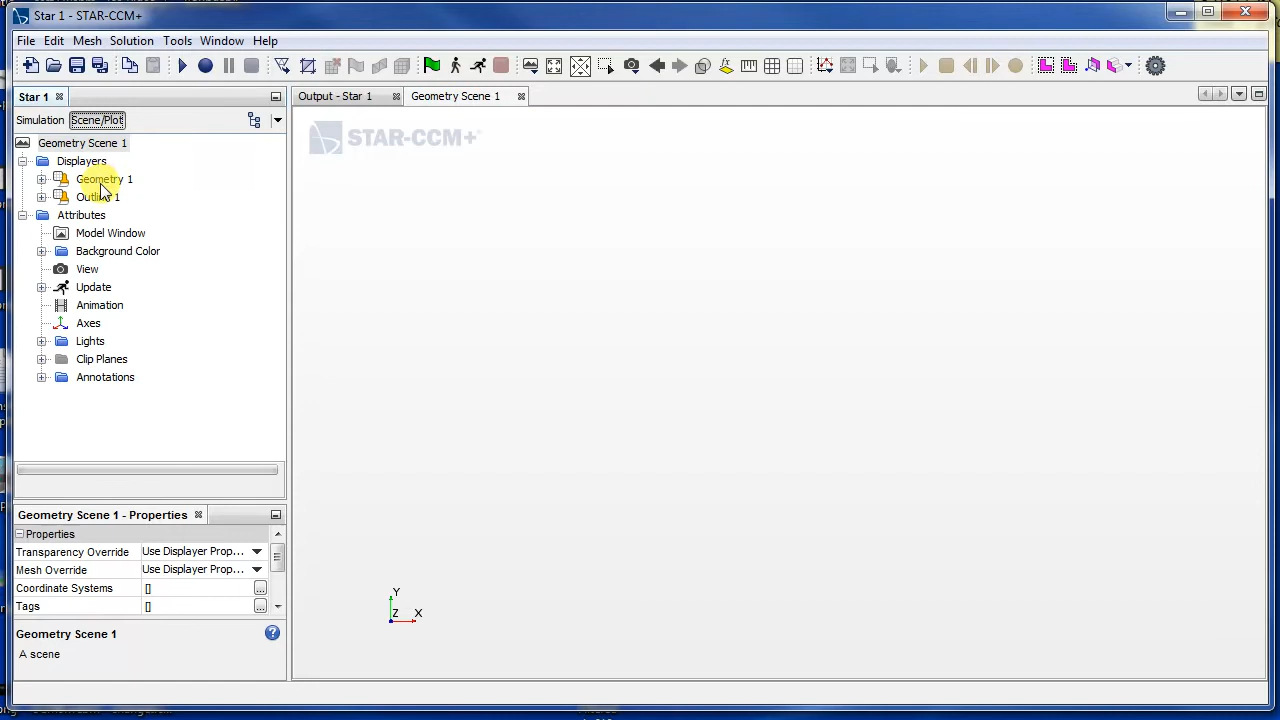 Star 1 - STAR-CCM+
File Edit Mesh Solution Tools Window Help
Star 1
Output - Star 1 Geometry Scene 1
Simulation Scene/Plot
STAR-CCM+
Geometry Scene 1
Displayers
Geometry 1
Outline 1
Attributes
Model Window
Background Color
View
Update
Animation
Axes
Lights
Clip Planes
Annotations
Geometry Scene 1 - Properties
Properties
Transparency Override Use Displayer Prop...
Mesh Override Use Displayer Prop...
Coordinate Systems []
Tags []
Geometry Scene 1
A scene
Y
Z X